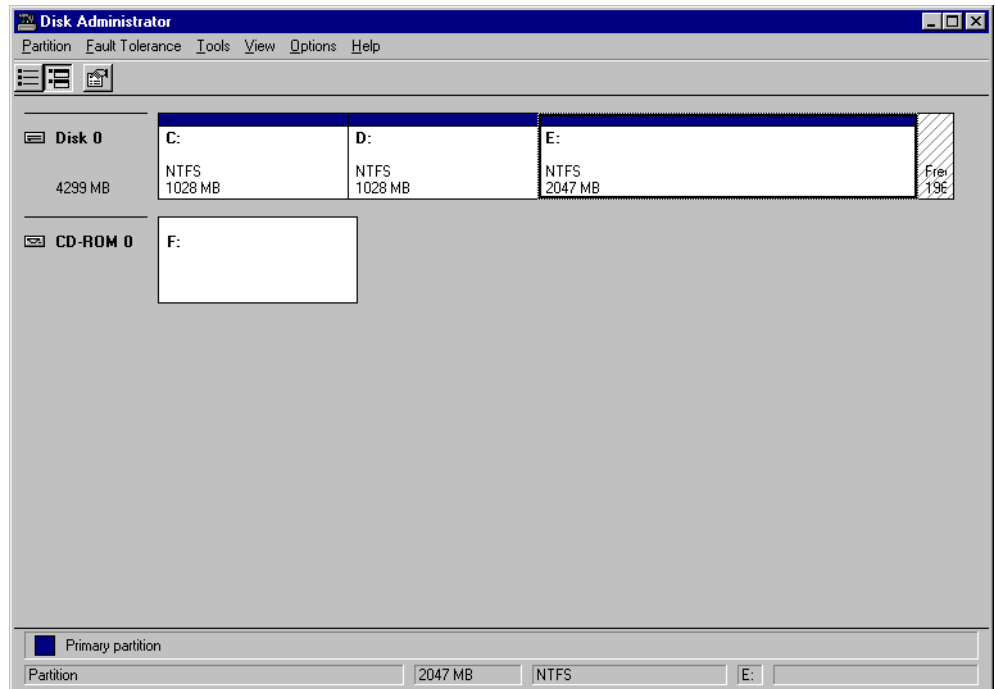 Disk Administrator
Partition Fault Tolerance Tools View Options Help
Disk 0
4299 MB
C:
NTFS
1028 MB
D:
NTFS
1028 MB
E:
NTFS
2047 MB
CD-ROM 0
F:
Primary partition
Partition 2047 MB NTFS E: